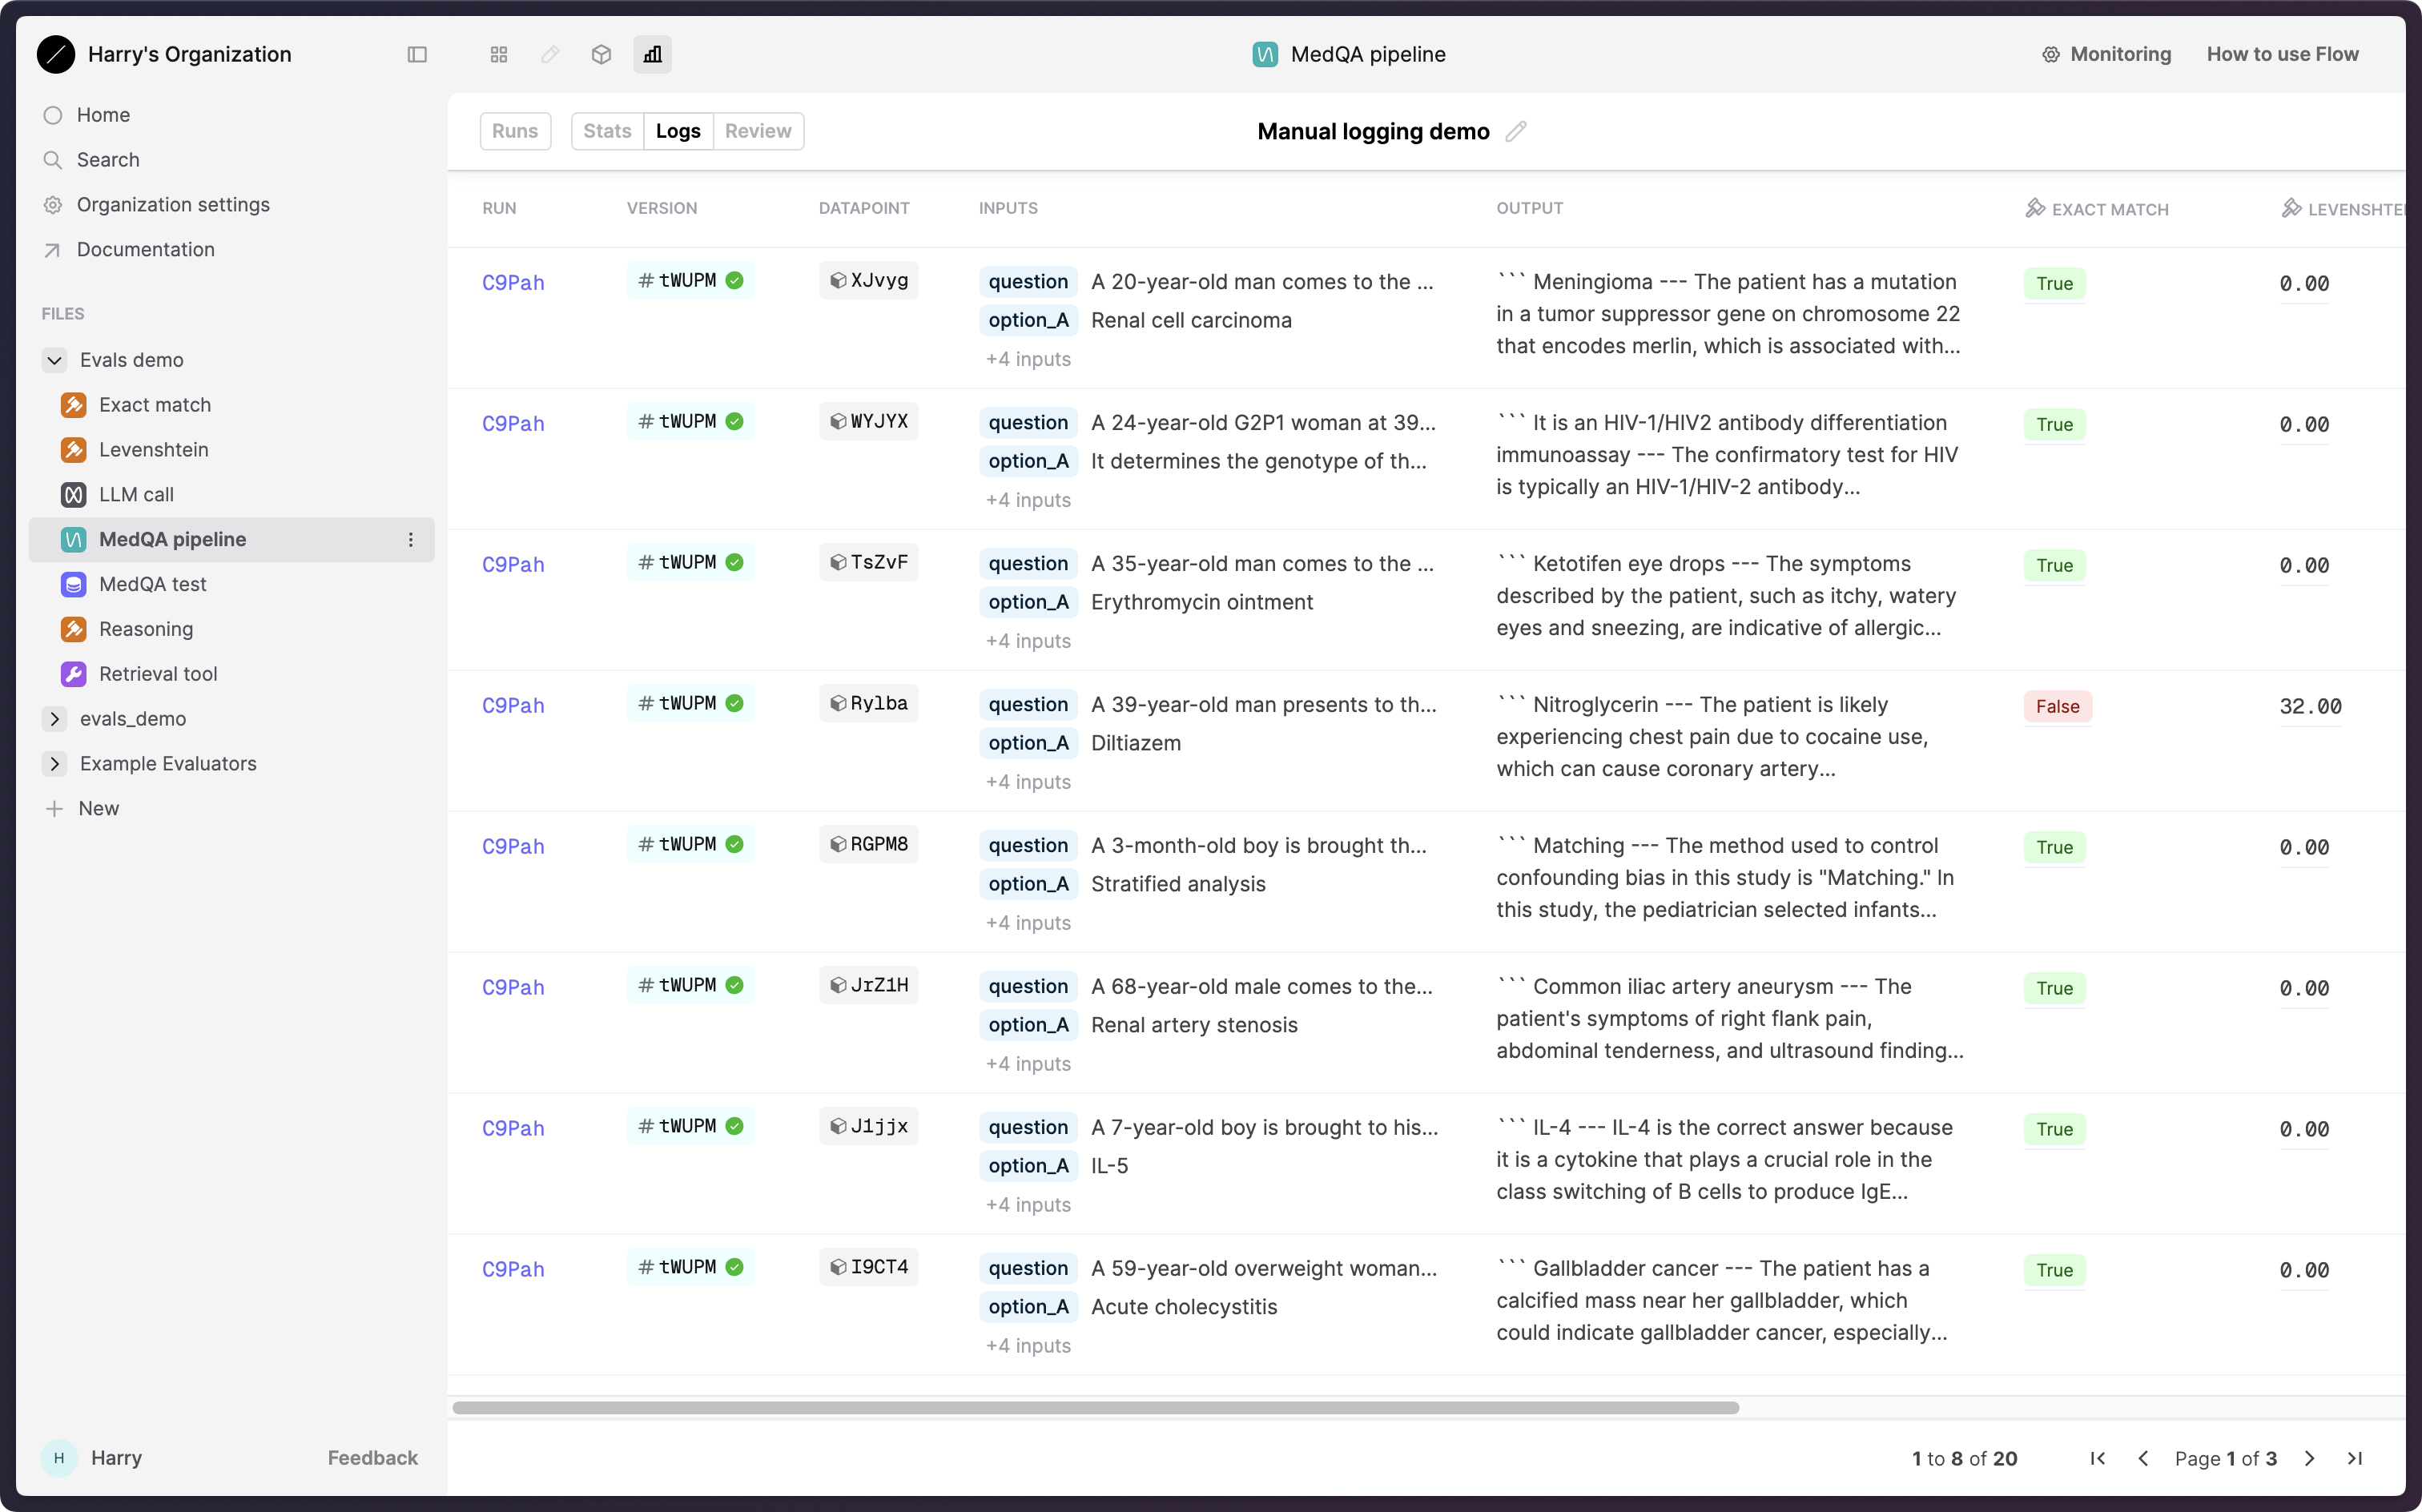 Harry's Organization
MedQA pipeline
Monitoring
How to use Flow
Home
Search
Organization settings
Documentation
FILES
Evals demo
Exact match
Levenshtein
LLM call
MedQA pipeline
MedQA test
Reasoning
Retrieval tool
evals_demo
Example Evaluators
New
Harry
Feedback
Runs
Stats
Logs
Review
Manual logging demo
RUN VERSION DATAPOINT INPUTS OUTPUT EXACT MATCH LEVENSHTE
C9Pah # tWUPM XJvyg question A 20-year-old man comes to the ... ``` Meningioma --- The patient has a mutation True 0.00
option_A Renal cell carcinoma in a tumor suppressor gene on chromosome 22
+4 inputs that encodes merlin, which is associated with...
C9Pah # tWUPM WYJYX question A 24-year-old G2P1 woman at 39... ``` It is an HIV-1/HIV2 antibody differentiation True 0.00
option_A It determines the genotype of th... immunoassay --- The confirmatory test for HIV
+4 inputs is typically an HIV-1/HIV-2 antibody...
C9Pah # tWUPM TsZvF question A 35-year-old man comes to the ... ``` Ketotifen eye drops --- The symptoms True 0.00
option_A Erythromycin ointment described by the patient, such as itchy, watery
+4 inputs eyes and sneezing, are indicative of allergic...
C9Pah # tWUPM Rylba question A 39-year-old man presents to th... ``` Nitroglycerin --- The patient is likely False 32.00
option_A Diltiazem experiencing chest pain due to cocaine use,
+4 inputs which can cause coronary artery...
C9Pah # tWUPM RGPM8 question A 3-month-old boy is brought th... ``` Matching --- The method used to control True 0.00
option_A Stratified analysis confounding bias in this study is "Matching." In
+4 inputs this study, the pediatrician selected infants...
C9Pah # tWUPM JrZ1H question A 68-year-old male comes to the... ``` Common iliac artery aneurysm --- The True 0.00
option_A Renal artery stenosis patient's symptoms of right flank pain,
+4 inputs abdominal tenderness, and ultrasound finding...
C9Pah # tWUPM J1jjx question A 7-year-old boy is brought to his... ``` IL-4 --- IL-4 is the correct answer because True 0.00
option_A IL-5 it is a cytokine that plays a crucial role in the
+4 inputs class switching of B cells to produce IgE...
C9Pah # tWUPM I9CT4 question A 59-year-old overweight woman... ``` Gallbladder cancer --- The patient has a True 0.00
option_A Acute cholecystitis calcified mass near her gallbladder, which
+4 inputs could indicate gallbladder cancer, especially...
1 to 8 of 20 Page 1 of 3
H